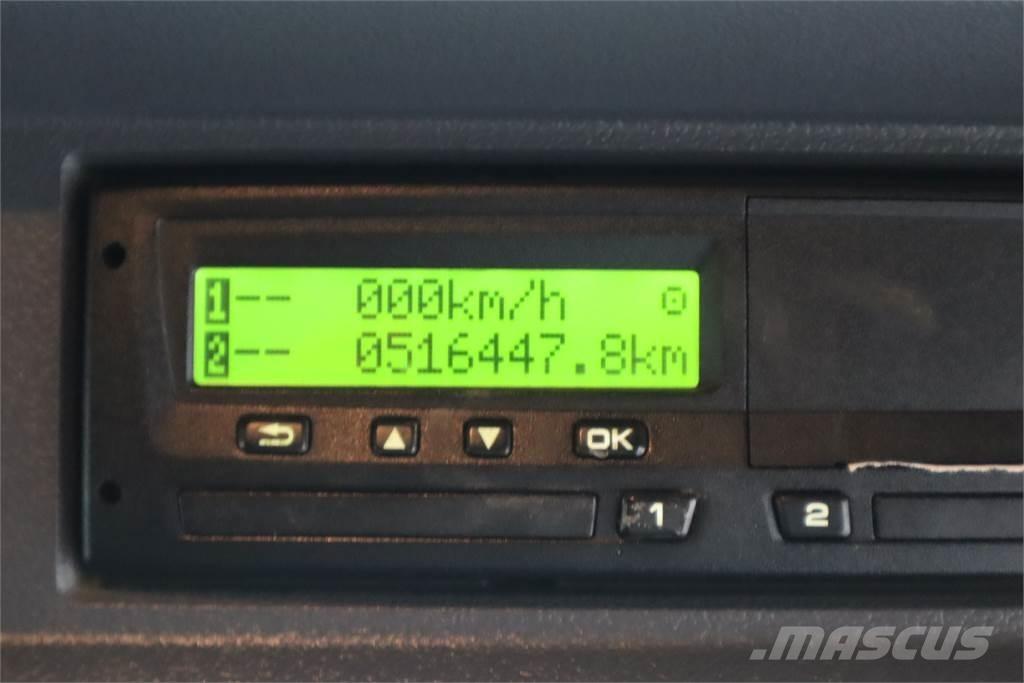 1-- 000km/h
2-- 0516447.8km
OK
1 2
.MASCUS